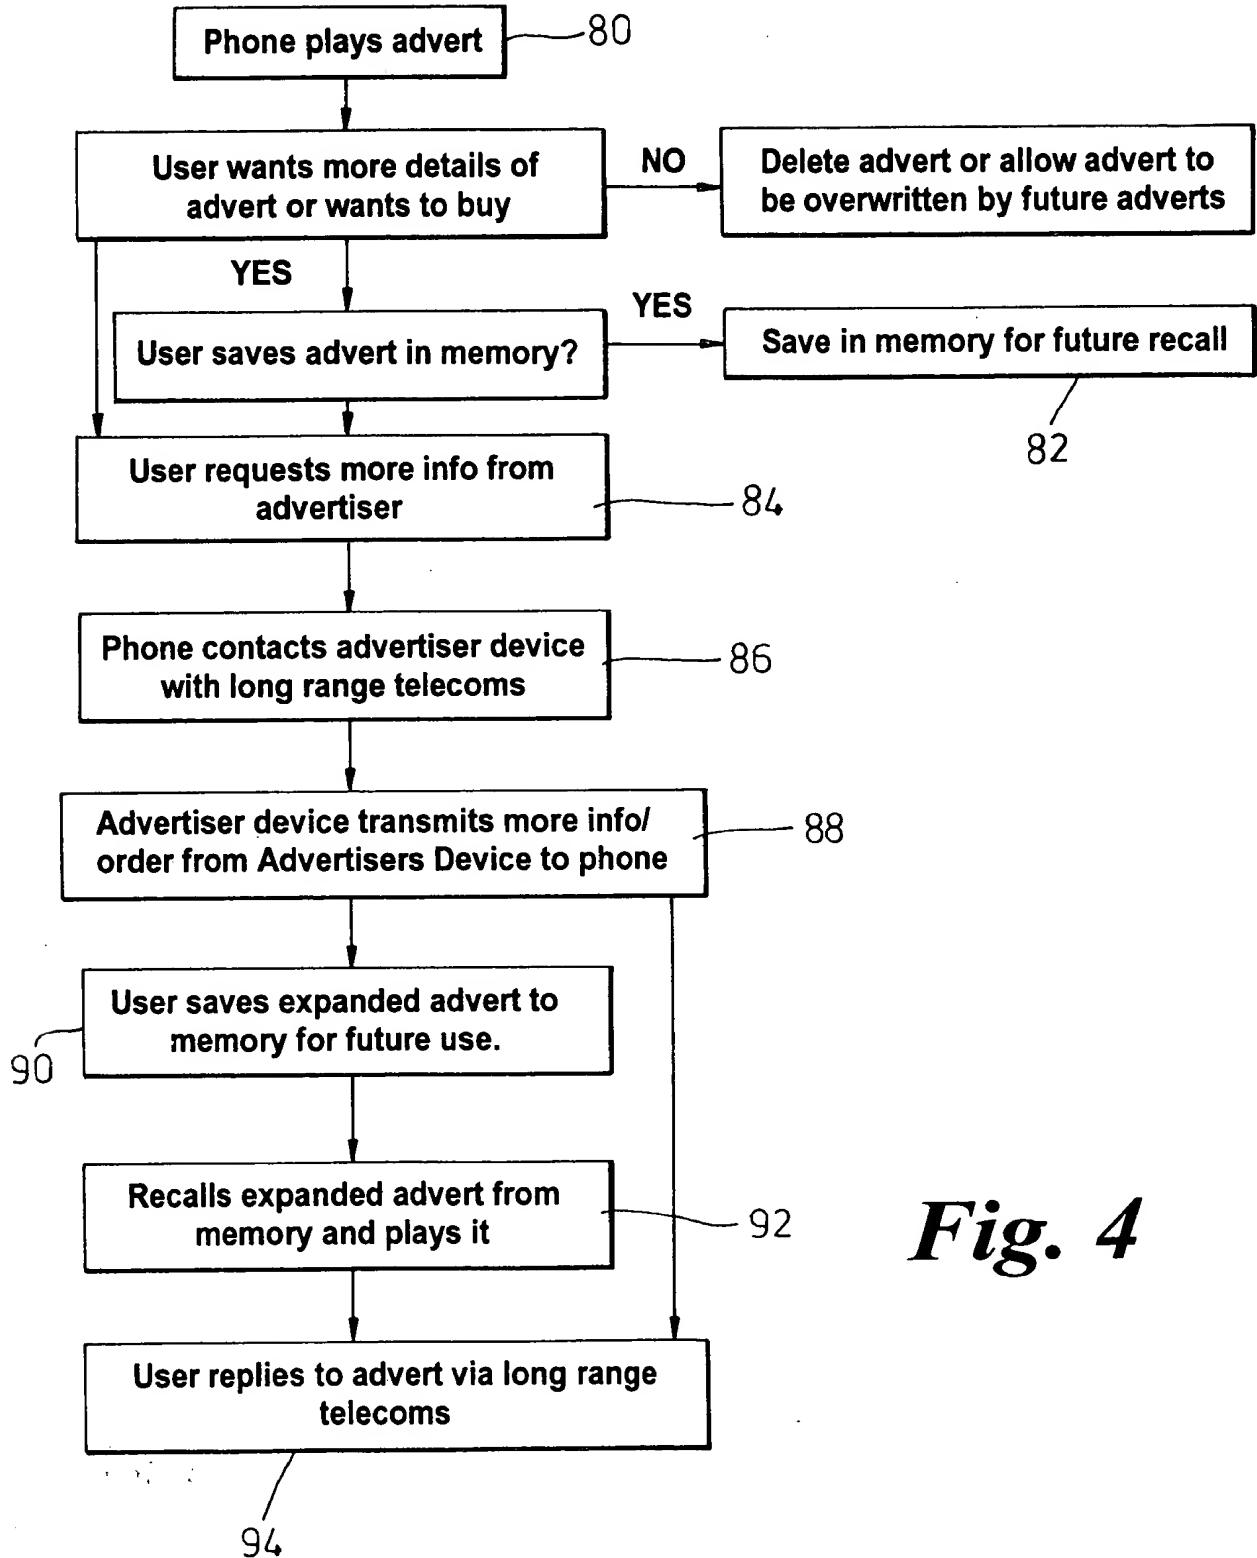 Phone plays advert
80
User wants more details of
advert or wants to buy
NO
Delete advert or allow advert to
be overwritten by future adverts
YES
User saves advert in memory?
YES
Save in memory for future recall
82
User requests more info from
advertiser
84
Phone contacts advertiser device
with long range telecoms
86
Advertiser device transmits more info/
order from Advertisers Device to phone
88
User saves expanded advert to
memory for future use.
90
Recalls expanded advert from
memory and plays it
92
User replies to advert via long range
telecoms
94
Fig. 4